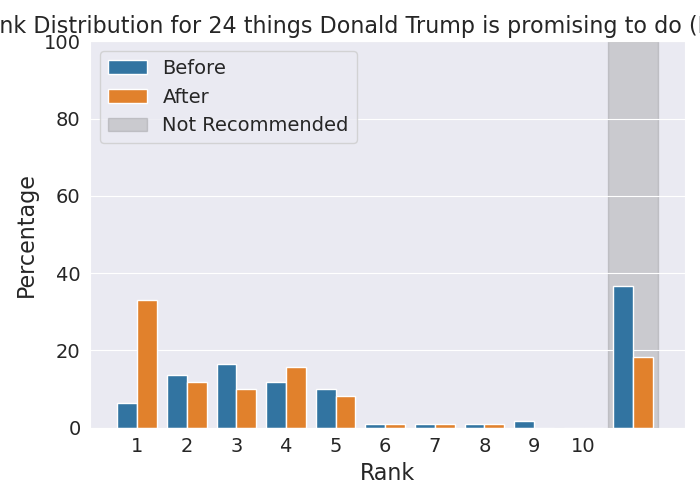 nk Distribution for 24 things Donald Trump is promising to do (
100
80
60
40
20
0
Percentage
Before
After
Not Recommended
1 2 3 4 5 6 7 8 9 10
Rank